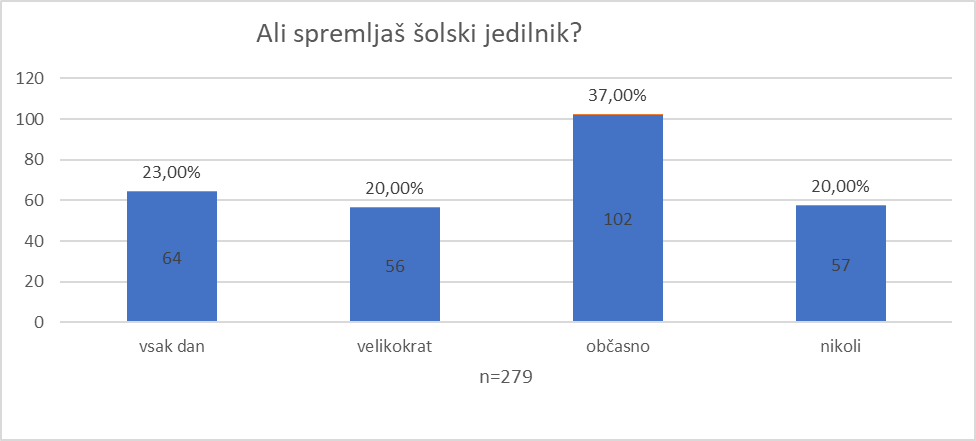 Ali spremljaš šolski jedilnik?
120
100
80
60
40
20
0
23,00%
20,00%
37,00%
20,00%
64
56
102
57
vsak dan
velikokrat
občasno
nikoli
n=279